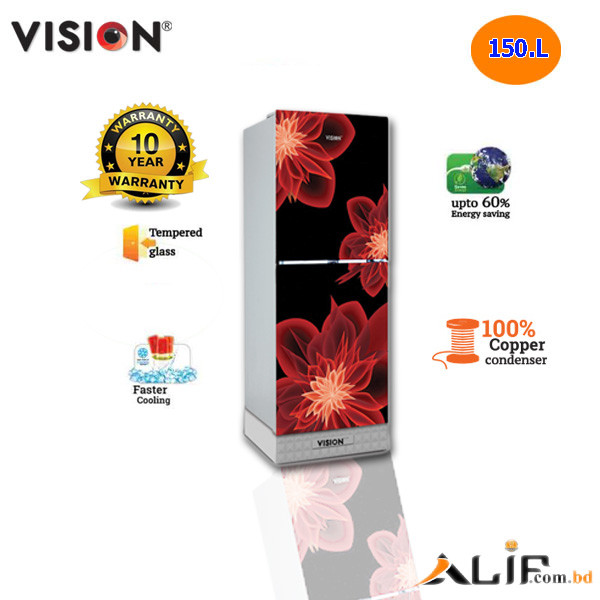 VISION®
150.L
WARRANTY
10
YEAR
WARRANTY
VISION
upto 60%
Energy saving
Tempered
glass
100%
Copper
condenser
Faster
Cooling
VISION
ALIF.com.bd